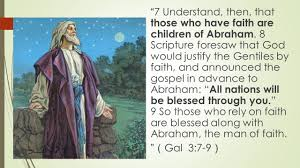 “7 Understand, then, that
those who have faith are
children of Abraham. 8
Scripture foresaw that God
would justify the Gentiles by
faith, and announced the
gospel in advance to
Abraham: “All nations will
be blessed through you.”
9 So those who rely on faith
are blessed along with
Abraham, the man of faith.
” ( Gal 3:7-9 )